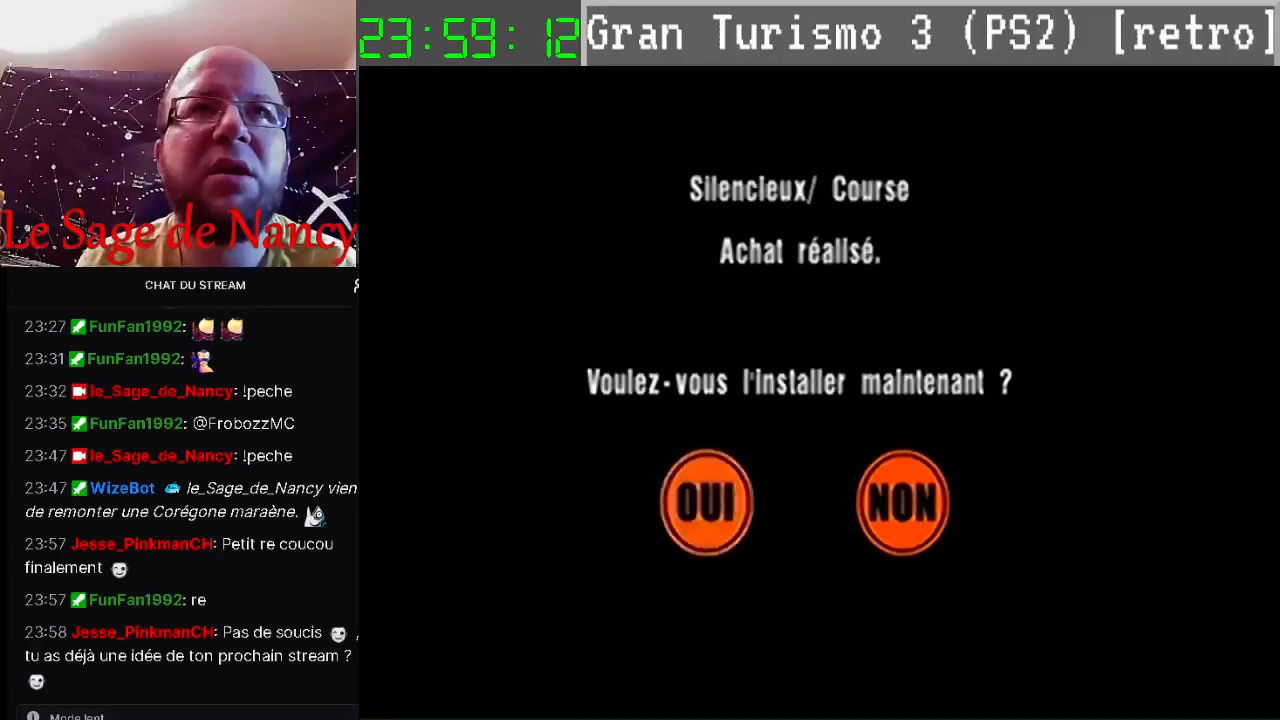 23:59:12
Gran Turismo 3 (PS2) [retro]
Le Sage de Nancy
CHAT DU STREAM
23:27 FunFan1992:
23:31 FunFan1992:
23:32 le_Sage_de_Nancy: !peche
23:35 FunFan1992: @FrobozzMC
23:47 le_Sage_de_Nancy: !peche
23:47 WizeBot le_Sage_de_Nancy vien
de remonter une Corégone maraène.
23:57 Jesse_PinkmanCH: Petit re coucou
finalement
23:57 FunFan1992: re
23:58 Jesse_PinkmanCH: Pas de soucis ,
tu as déjà une idée de ton prochain stream ?
Mode lent
Silencieux/ Course
Achat réalisé.
Voulez-vous l'installer maintenant ?
OUI
NON